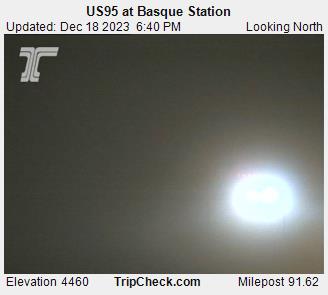 US95 at Basque Station
Updated: Dec 18 2023 6:40 PM Looking North
Elevation 4460 TripCheck.com Milepost 91.62